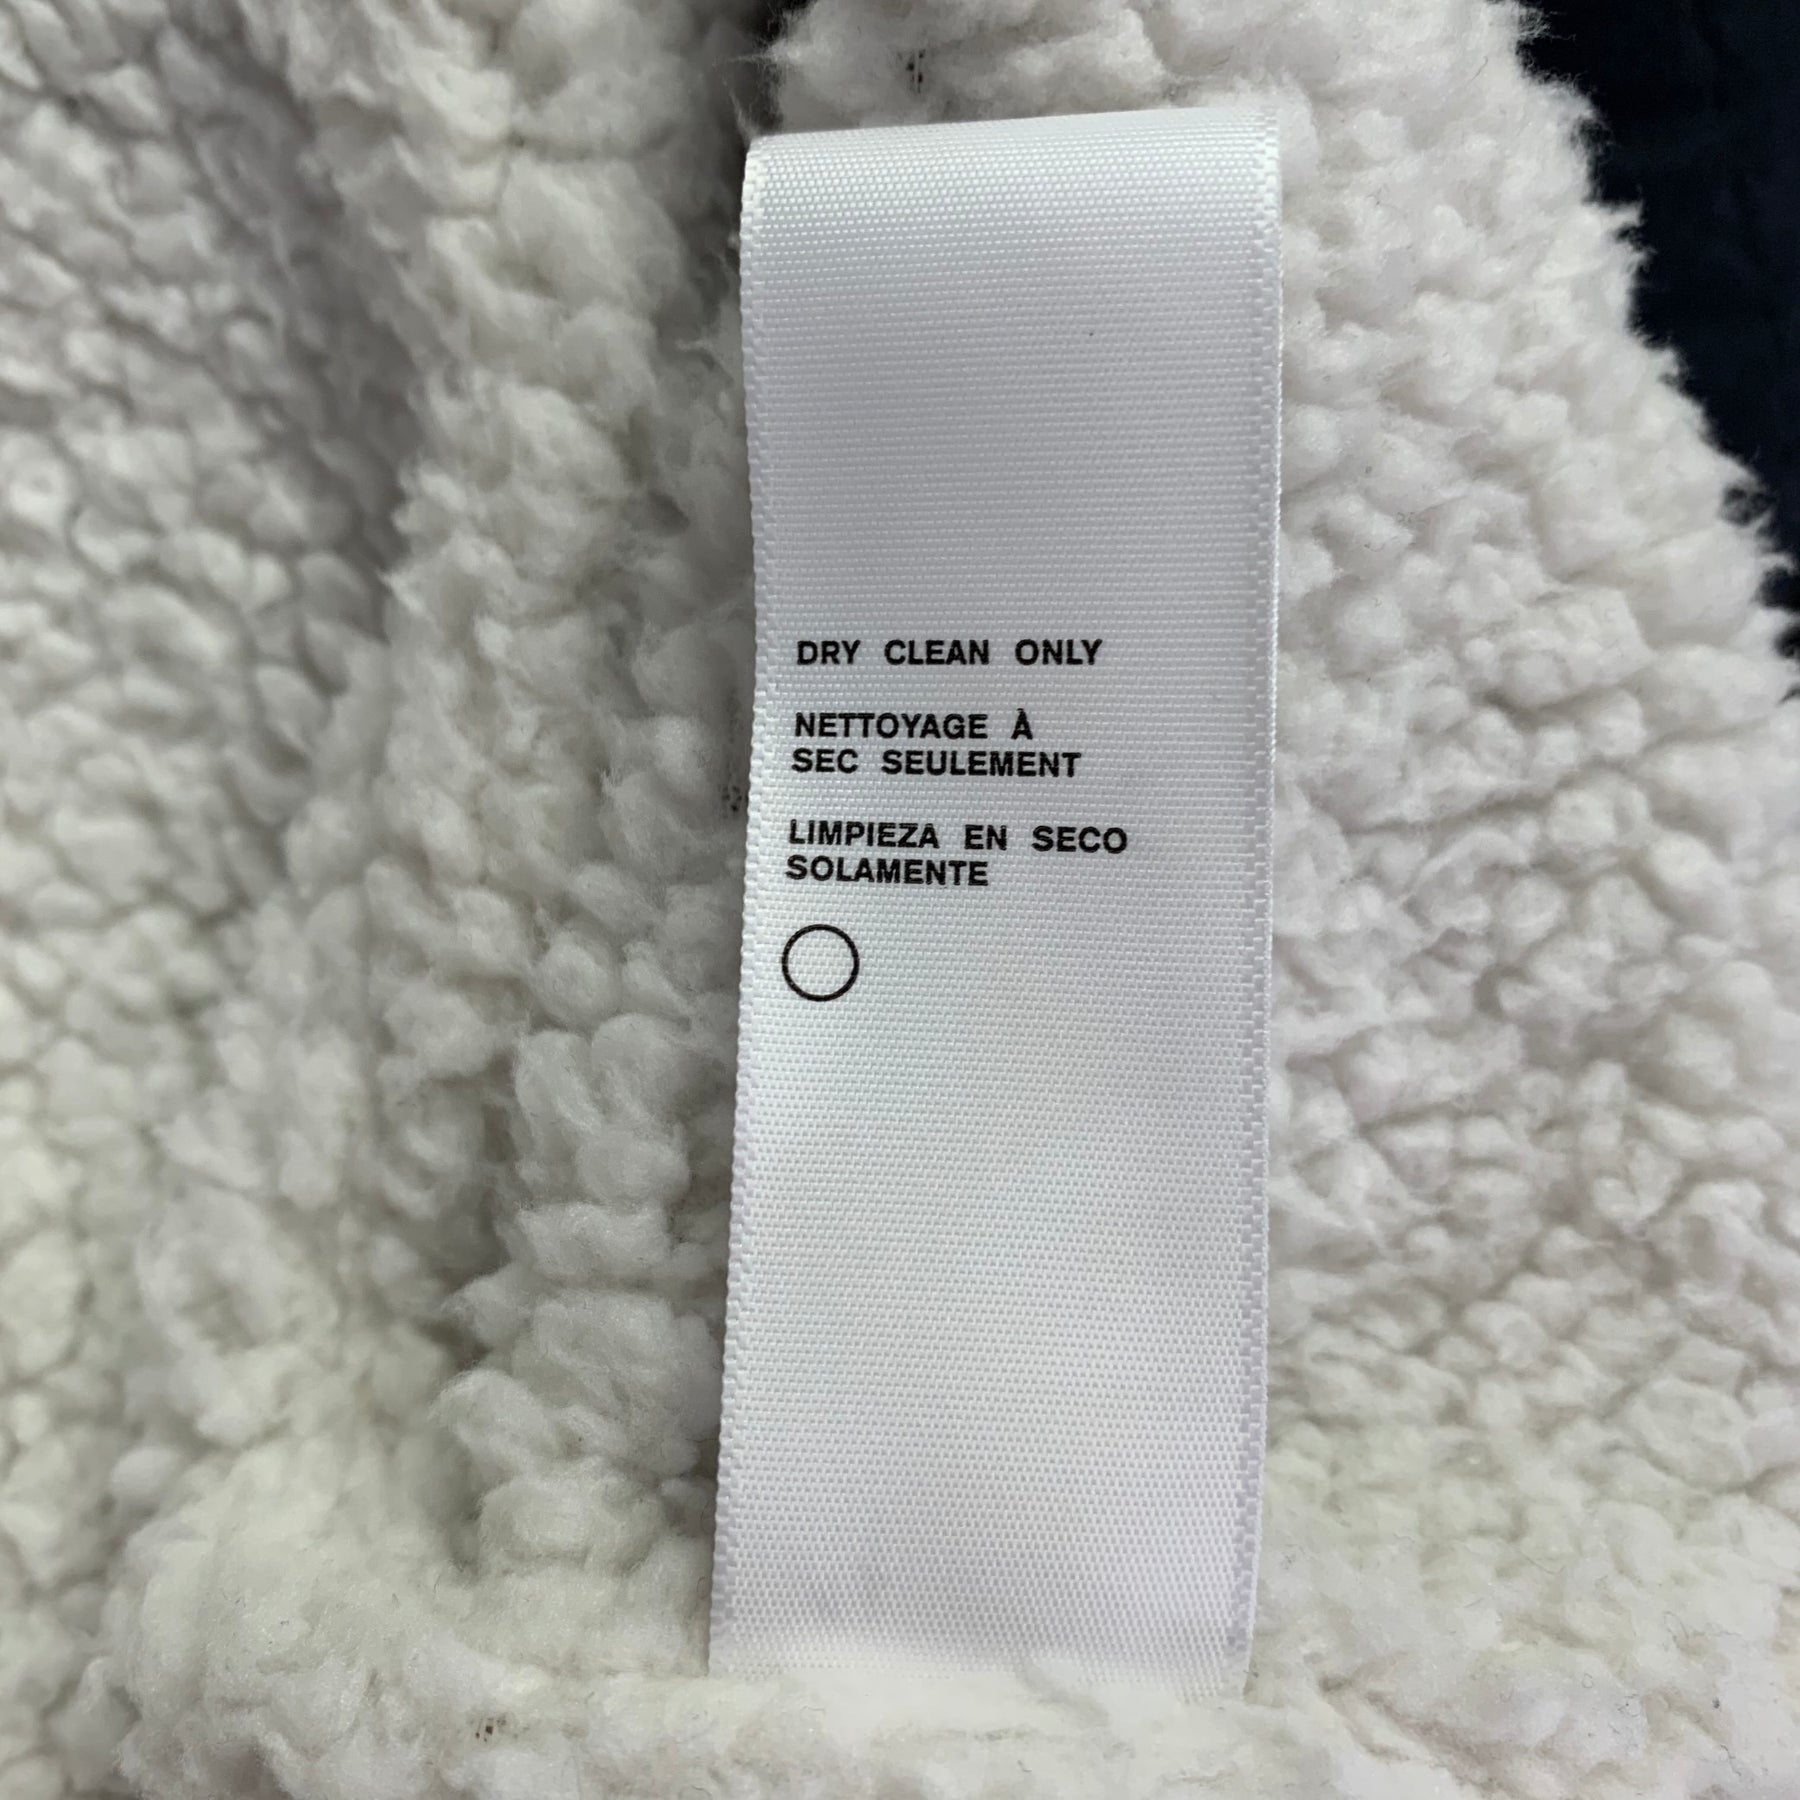 DRY CLEAN ONLY
NETTOYAGE À
SEC SEULEMENT
LIMPIEZA EN SECO
SOLAMENTE